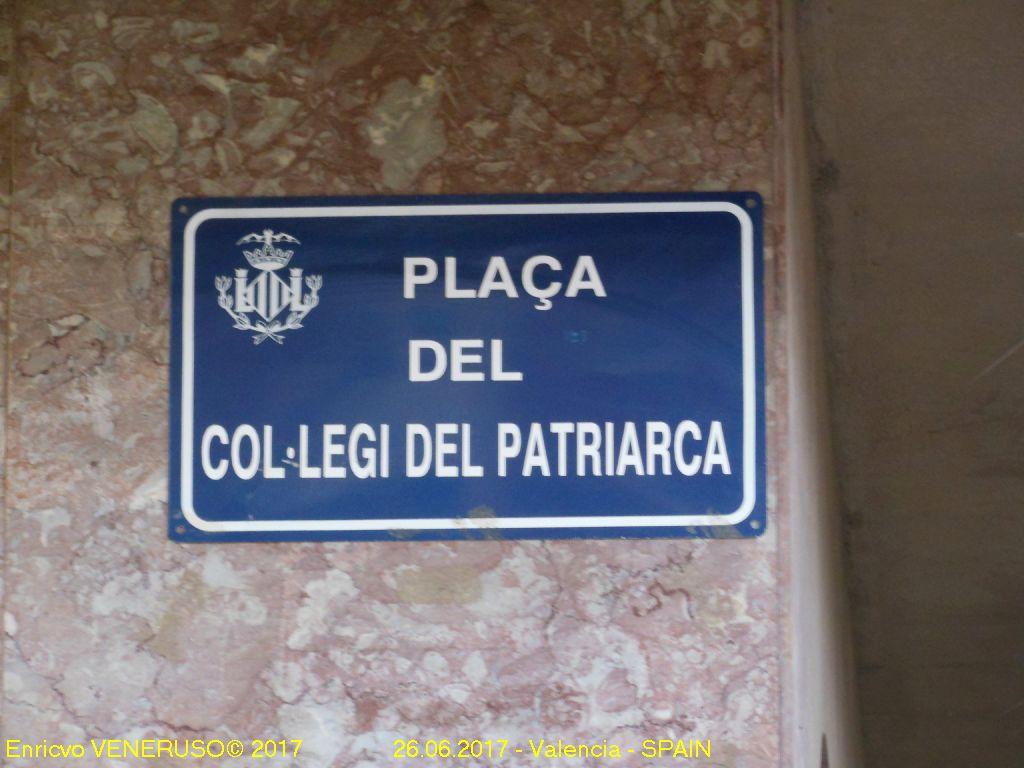 PLAÇA
DEL
COL·LEGI DEL PATRIARCA
Enricvo VENERUSO© 2017 26.06.2017 - Valencia - SPAIN